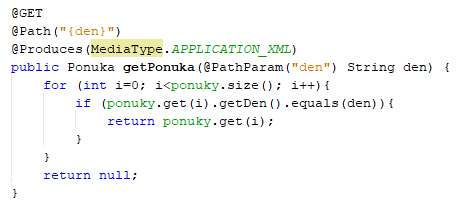 @GET
@Path("{den}")
@Produces(MediaType.APPLICATION_XML)
public Ponuka getPonuka(@PathParam("den") String den) {
    for (int i=0; i<ponuky.size(); i++){
        if (ponuky.get(i).getDen().equals(den)){
            return ponuky.get(i);
        }
    }
    return null;
}